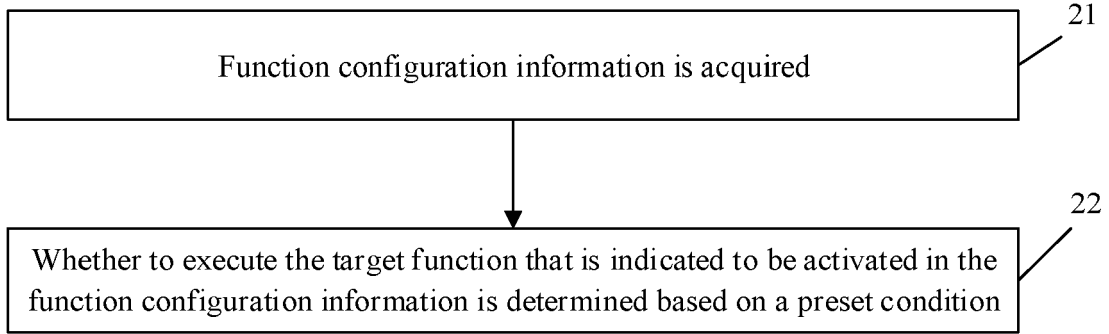 21
Function configuration information is acquired
22
Whether to execute the target function that is indicated to be activated in the
function configuration information is determined based on a preset condition